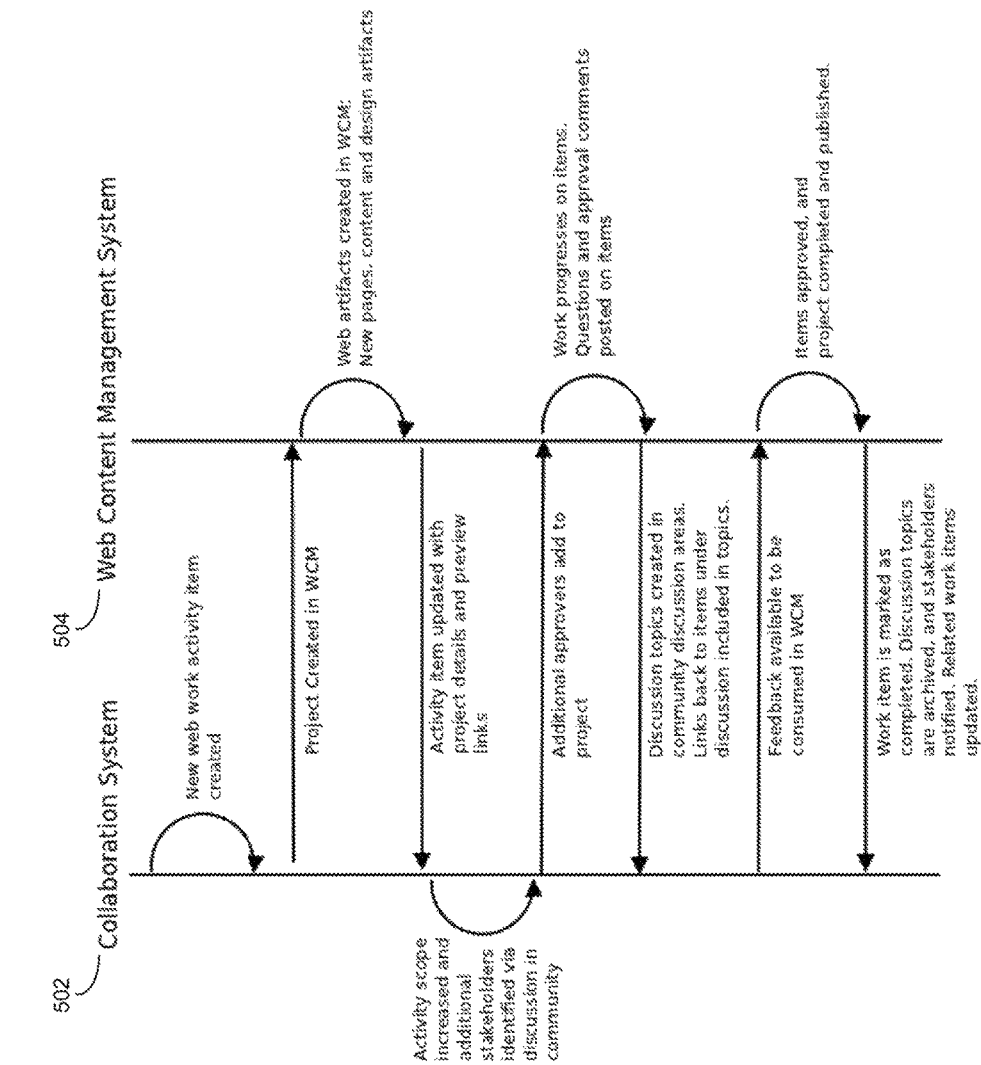 502
Collaboration System
504
Web Content Management System
New web work activity item
created
Project Created in WCM
Web artifacts created in WCM:
New pages, content and design artifacts
Activity item updated with
project details and preview
links
Activity scope
increased and
additional
stakeholders
identified via
discussion in
community
Additional approvers add to
project
Work progresses on items.
Questions and approval comments
posted on items
Discussion topics created in
community discussion areas.
Links back to items under
discussion included in topics.
Feedback available to be
consumed in WCM
Items approved, and
project completed and published.
Work item is marked as
completed. Discussion topics
are archived, and stakeholders
notified. Related work items
updated.